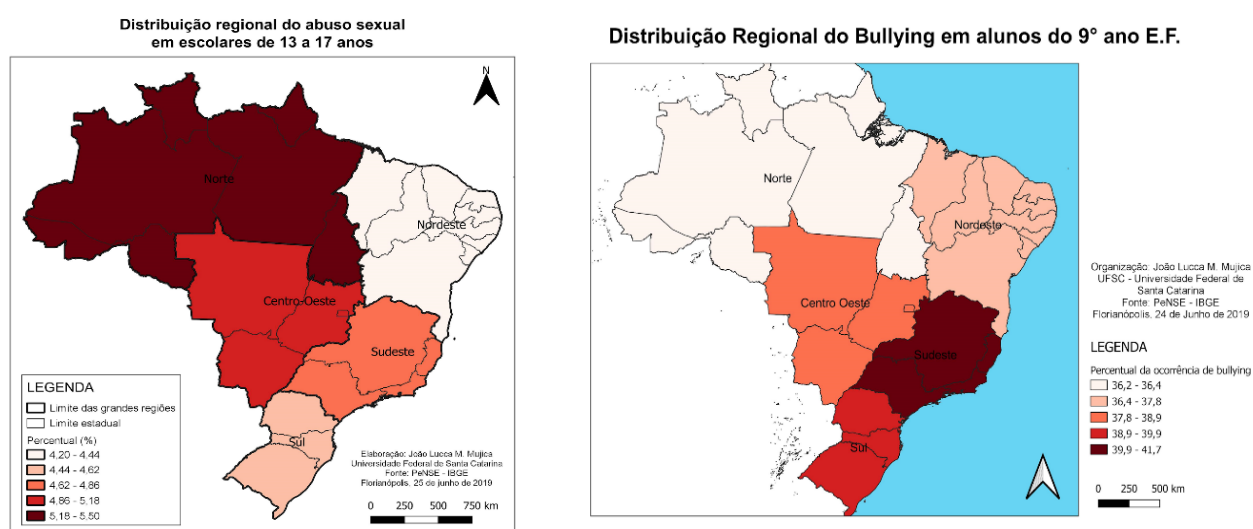 Distribuição regional do abuso sexual
em escolares de 13 a 17 anos
N
Norte
Nordeste
Centro-Oeste
Sudeste
Sul
LEGENDA
Limite das grandes regiões
Limite estadual
Percentual (%)
4,20 - 4,44
4,44 - 4,62
4,62 - 4,86
4,86 - 5,18
5,18 - 5,50
Elaboração: João Lucca M. Mujica
Universidade Federal de Santa Catarina
Fonte: PeNSE - IBGE
Florianópolis, 25 de junho de 2019
0 250 500 750 km
Distribuição Regional do Bullying em alunos do 9° ano E.F.
Norte
Nordeste
Centro Oeste
Sudeste
Sul
Organização: João Lucca M. Mujica
UFSC - Universidade Federal de
Santa Catarina
Fonte: PeNSE - IBGE
Florianópolis, 24 de Junho de 2019
LEGENDA
Percentual da ocorrência de bullying
36,2 - 36,4
36,4 - 37,8
37,8 - 38,9
38,9 - 39,9
39,9 - 41,7
0 250 500 km